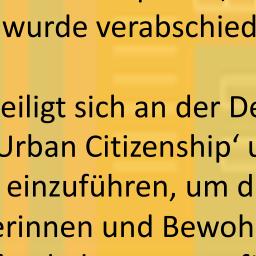 wurde verabschied
eiligt sich an der De
Urban Citizenship‘ u
einzuführen, um d
erinnen und Bewoh